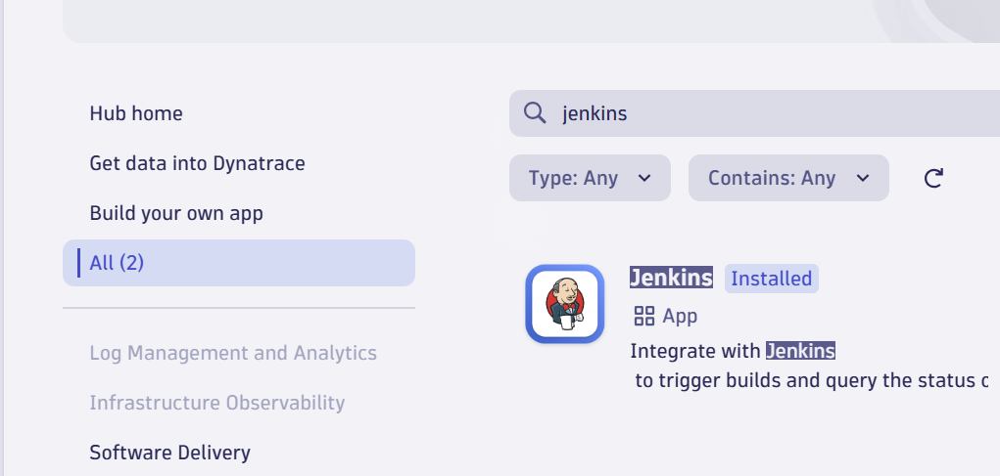 Hub home
Get data into Dynatrace
Build your own app
All (2)
Log Management and Analytics
Infrastructure Observability
Software Delivery
jenkins
Type: Any
Contains: Any
Jenkins Installed
App
Integrate with Jenkins
to trigger builds and query the status